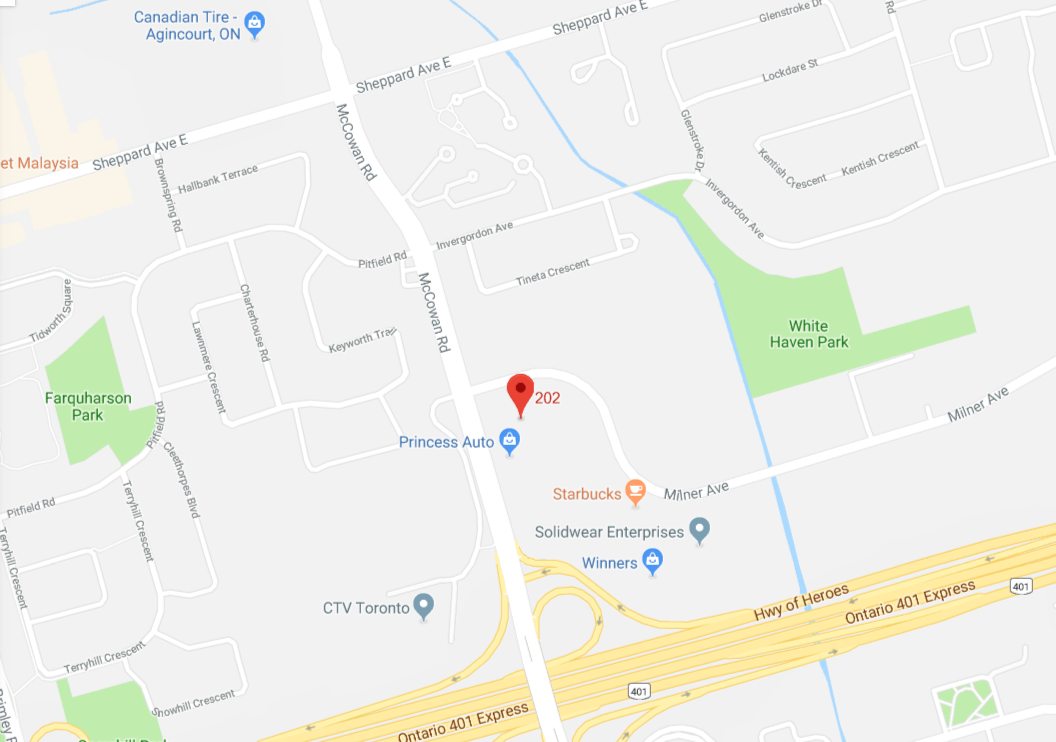 Canadian Tire -
Agincourt, ON
Sheppard Ave E
Glenstroke Dr
Rd
Sheppard Ave E
Lockdare St
McCowan Rd
Glenstroke Dr
Sheppard Ave E
et Malaysia
Brownspring Rd
Hallbank Terrace
Kentish Crescent
Kentish Crescent
Invergordon Ave
Invergordon Ave
Pitfield Rd
Tineta Crescent
McCowan Rd
Tidworth Square
Charterhouse Rd
Lawnmere Crescent
Keyworth Trail
White
Haven Park
Farquharson
Park
202
Milner Ave
Pitfield Rd
Princess Auto
Cleethorpes Blvd
Starbucks
Milner Ave
Pitfield Rd
Terryhill Crescent
Terryhill Crescent
Solidwear Enterprises
Winners
CTV Toronto
Hwy of Heroes
Ontario 401 Express
401
Terryhill Crescent
Snowhill Crescent
401
Ontario 401 Express